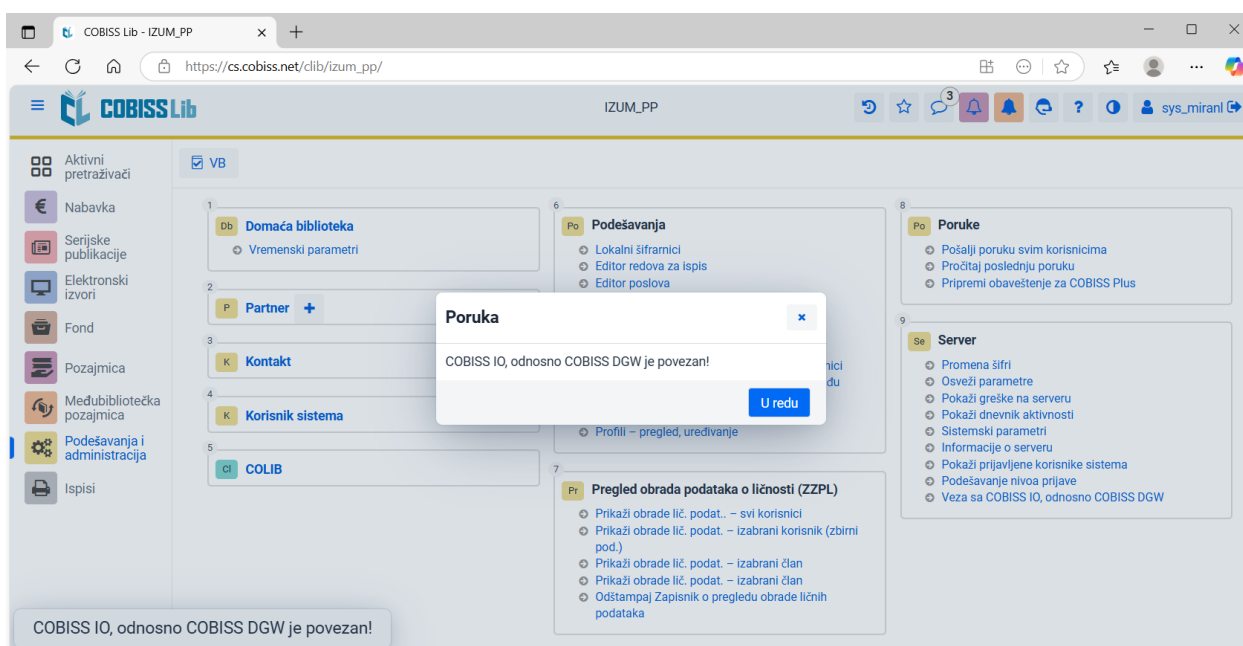 COBISS Lib - IZUM_PP
https://cs.cobiss.net/clib/izum_pp/
COBISS Lib
IZUM_PP
3
?
sys_miranl
Aktivni
pretraživači
Nabavka
Serijske
publikacije
Elektronski
izvori
Fond
Pozajmica
Međubibliotečka
pozajmica
Podešavanja i
administracija
Ispisi
VB
1
Db Domaća biblioteka
Vremenski parametri
2
P Partner +
3
K Kontakt
4
K Korisnik sistema
5
Cl COLIB
6
Po Podešavanja
Lokalni šifrarnici
Editor redova za ispis
Editor poslova
nici
đu
Profili – pregled, uređivanje
7
Pr Pregled obrada podataka o ličnosti (ZZPL)
Prikaži obrade lič. podat.. – svi korisnici
Prikaži obrade lič. podat. – izabrani korisnik (zbirni
pod.)
Prikaži obrade lič. podat. – izabrani član
Prikaži obrade lič. podat. – izabrani član
Odštampaj Zapisnik o pregledu obrade ličnih
podataka
8
Po Poruke
Pošalji poruku svim korisnicima
Pročitaj poslednju poruku
Pripremi obaveštenje za COBISS Plus
9
Se Server
Promena šifri
Osveži parametre
Pokaži greške na serveru
Pokaži dnevnik aktivnosti
Sistemski parametri
Informacije o serveru
Pokaži prijavljene korisnike sistema
Podešavanje nivoa prijave
Veza sa COBISS IO, odnosno COBISS DGW
Poruka
COBISS IO, odnosno COBISS DGW je povezan!
U redu
COBISS IO, odnosno COBISS DGW je povezan!